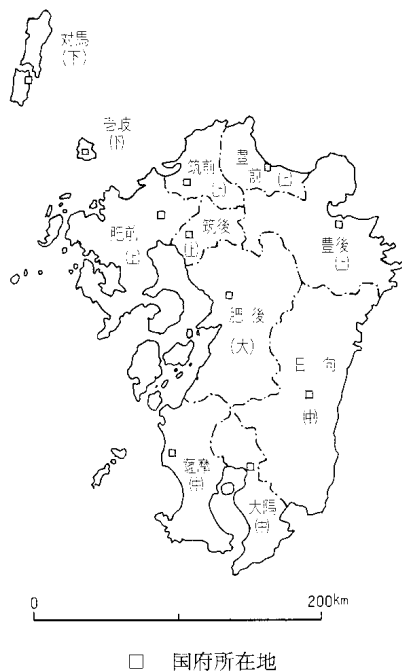 対馬
(下)
壱岐
(下)
筑前
(上)
豊前
(上)
肥前
(上)
筑後
(上)
豊後
(上)
肥後
(大)
日向
(中)
薩摩
(中)
大隅
(中)
0
200km
□ 国府所在地